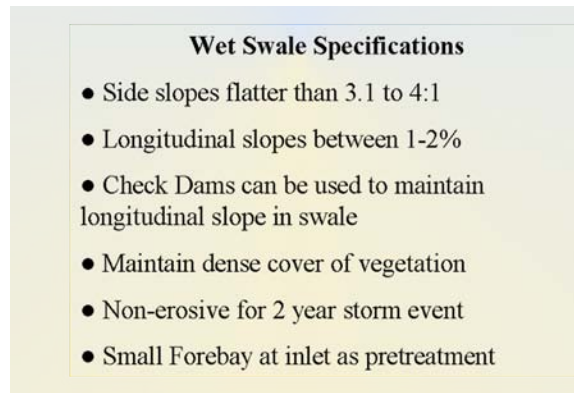 Wet Swale Specifications
● Side slopes flatter than 3.1 to 4:1
● Longitudinal slopes between 1-2%
● Check Dams can be used to maintain
longitudinal slope in swale
● Maintain dense cover of vegetation
● Non-erosive for 2 year storm event
● Small Forebay at inlet as pretreatment